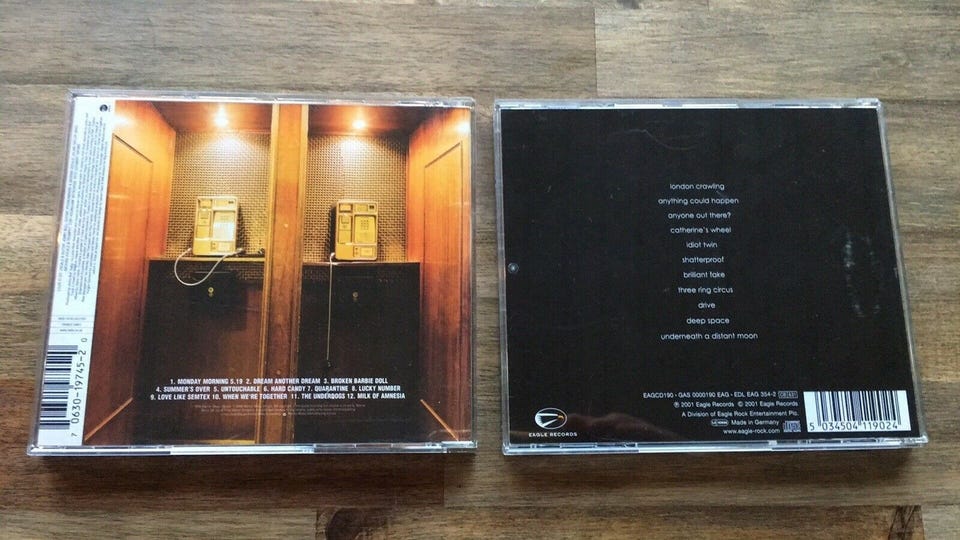 1. MONDAY MORNING 5.19 2. DREAM ANOTHER DREAM 3. BROKEN BARBIE DOLL
4. SUMMER'S OVER 5. UNTOUCHABLE 6. HARD CANDY 7. QUARANTINE 8. LUCKY NUMBER
9. LOVE LIKE SEMTEX 10. WHEN WE'RE TOGETHER 11. THE UNDERDOGS 12. MILK OF AMNESIA
7 0630-19745-2 0
london crawling
anything could happen
anyone out there?
catherine's wheel
idiot twin
shatterproof
brilliant fake
three ring circus
drive
deep space
underneath a distant moon
EAGLE RECORDS
EAGCD190 • GAS 0000190 EAG • EDL EAG 354-2
℗ 2001 Eagle Records © 2001 Eagle Records
A Division of Eagle Rock Entertainment Plc.
Made in Germany
www.eagle-rock.com
5 034504 119024